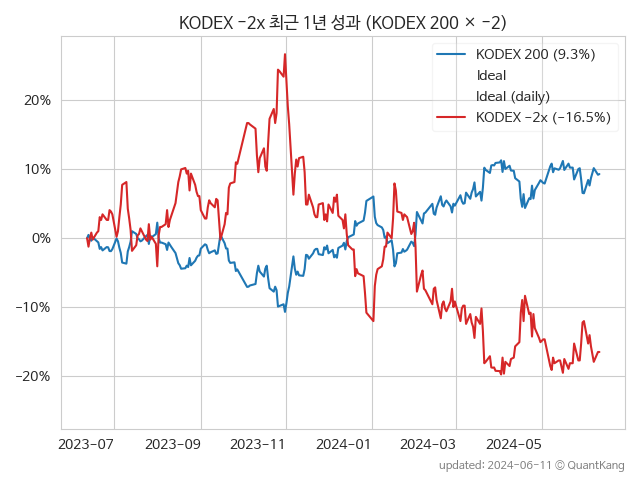 KODEX -2x 최근 1년 성과 (KODEX 200 × -2)
KODEX 200 (9.3%)
Ideal
Ideal (daily)
KODEX -2x (-16.5%)
20%
10%
0%
-10%
-20%
2023-07
2023-09
2023-11
2024-01
2024-03
2024-05
updated: 2024-06-11 © QuantKang